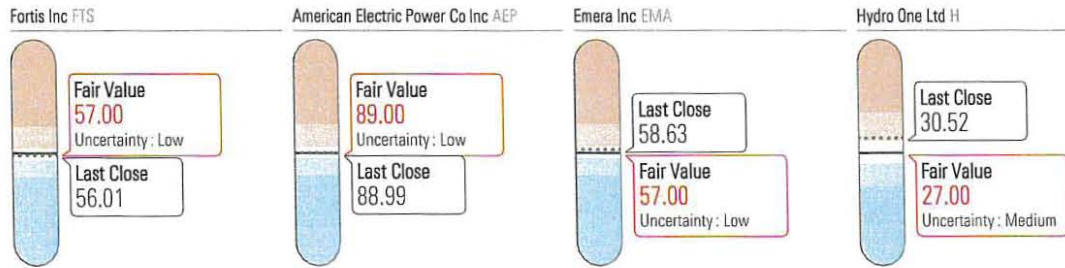 Fortis Inc FTS
Fair Value
57.00
Uncertainty : Low
Last Close
56.01
American Electric Power Co Inc AEP
Fair Value
89.00
Uncertainty : Low
Last Close
88.99
Emera Inc EMA
Last Close
58.63
Fair Value
57.00
Uncertainty : Low
Hydro One Ltd H
Last Close
30.52
Fair Value
27.00
Uncertainty : Medium